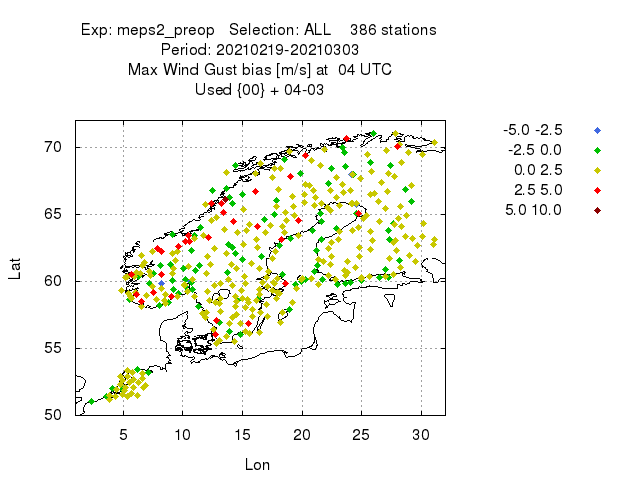 Exp: meps2_preop Selection: ALL 386 stations
Period: 20210219-20210303
Max Wind Gust bias [m/s] at 04 UTC
Used {00} + 04-03
-5.0 -2.5
-2.5 0.0
0.0 2.5
2.5 5.0
5.0 10.0
70
65
60
55
50
Lat
5 10 15 20 25 30
Lon